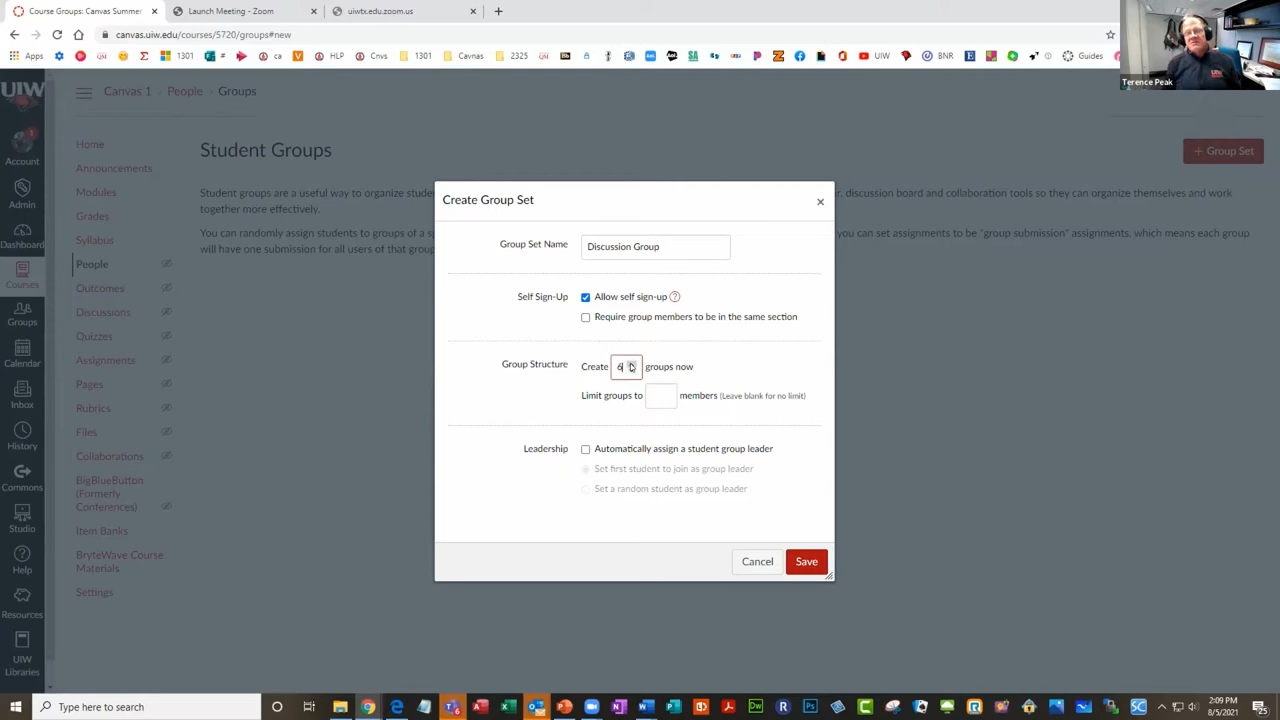 Course Groups: Canvas Summer
Launch Meeting - Zoom
uiwtx.edu.zoom.us
canvas.uiw.edu/courses/5720/groups#new
Apps
1301
HLP
Cnvs
1301
2325
UIW
BNR
Guides
Terence Peak
UIW
Account
Admin
Dashboard
Courses
Groups
Calendar
Inbox
History
Commons
Studio
Help
Resources
UIW
Libraries
Canvas 1 > People > Groups
Home
Announcements
Modules
Grades
Syllabus
People
Outcomes
Discussions
Quizzes
Assignments
Pages
Rubrics
Files
Collaborations
BigBlueButton
(Formerly
Conferences)
Item Banks
BryteWave Course
Materials
Settings
Student Groups
+ Group Set
Student groups are a useful way to organize stude
r, discussion board and collaboration tools so they can organize themselves and work
together more effectively.
You can randomly assign students to groups of a s
you can set assignments to be "group submission" assignments, which means each group
will have one submission for all users of that group
Create Group Set
×
Group Set Name
Discussion Group
Self Sign-Up
Allow self sign-up ?
Require group members to be in the same section
Group Structure
Create 6 groups now
Limit groups to members (Leave blank for no limit)
Leadership
Automatically assign a student group leader
Set first student to join as group leader
Set a random student as group leader
Cancel
Save
Type here to search
2:09 PM
8/5/2021